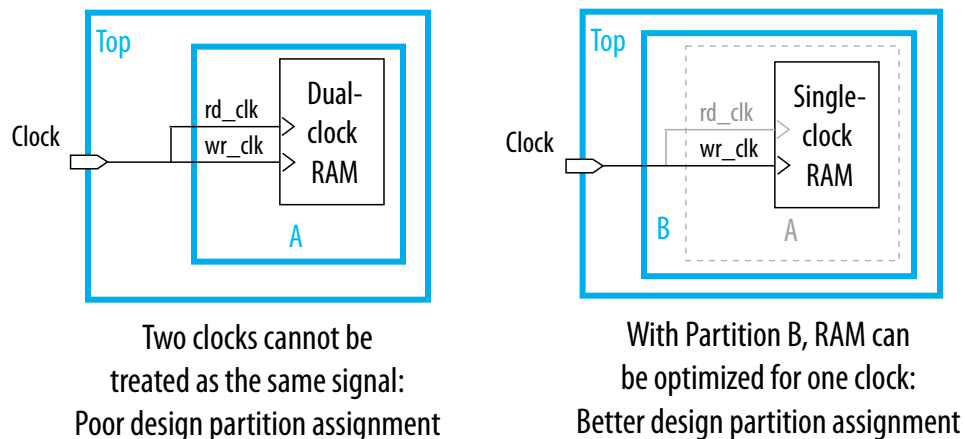 Top
Clock
rd_clk
wr_clk
Dual-
clock
RAM
A
Two clocks cannot be
treated as the same signal:
Poor design partition assignment
Top
Clock
rd_clk
wr_clk
Single-
clock
RAM
B
A
With Partition B, RAM can
be optimized for one clock:
Better design partition assignment